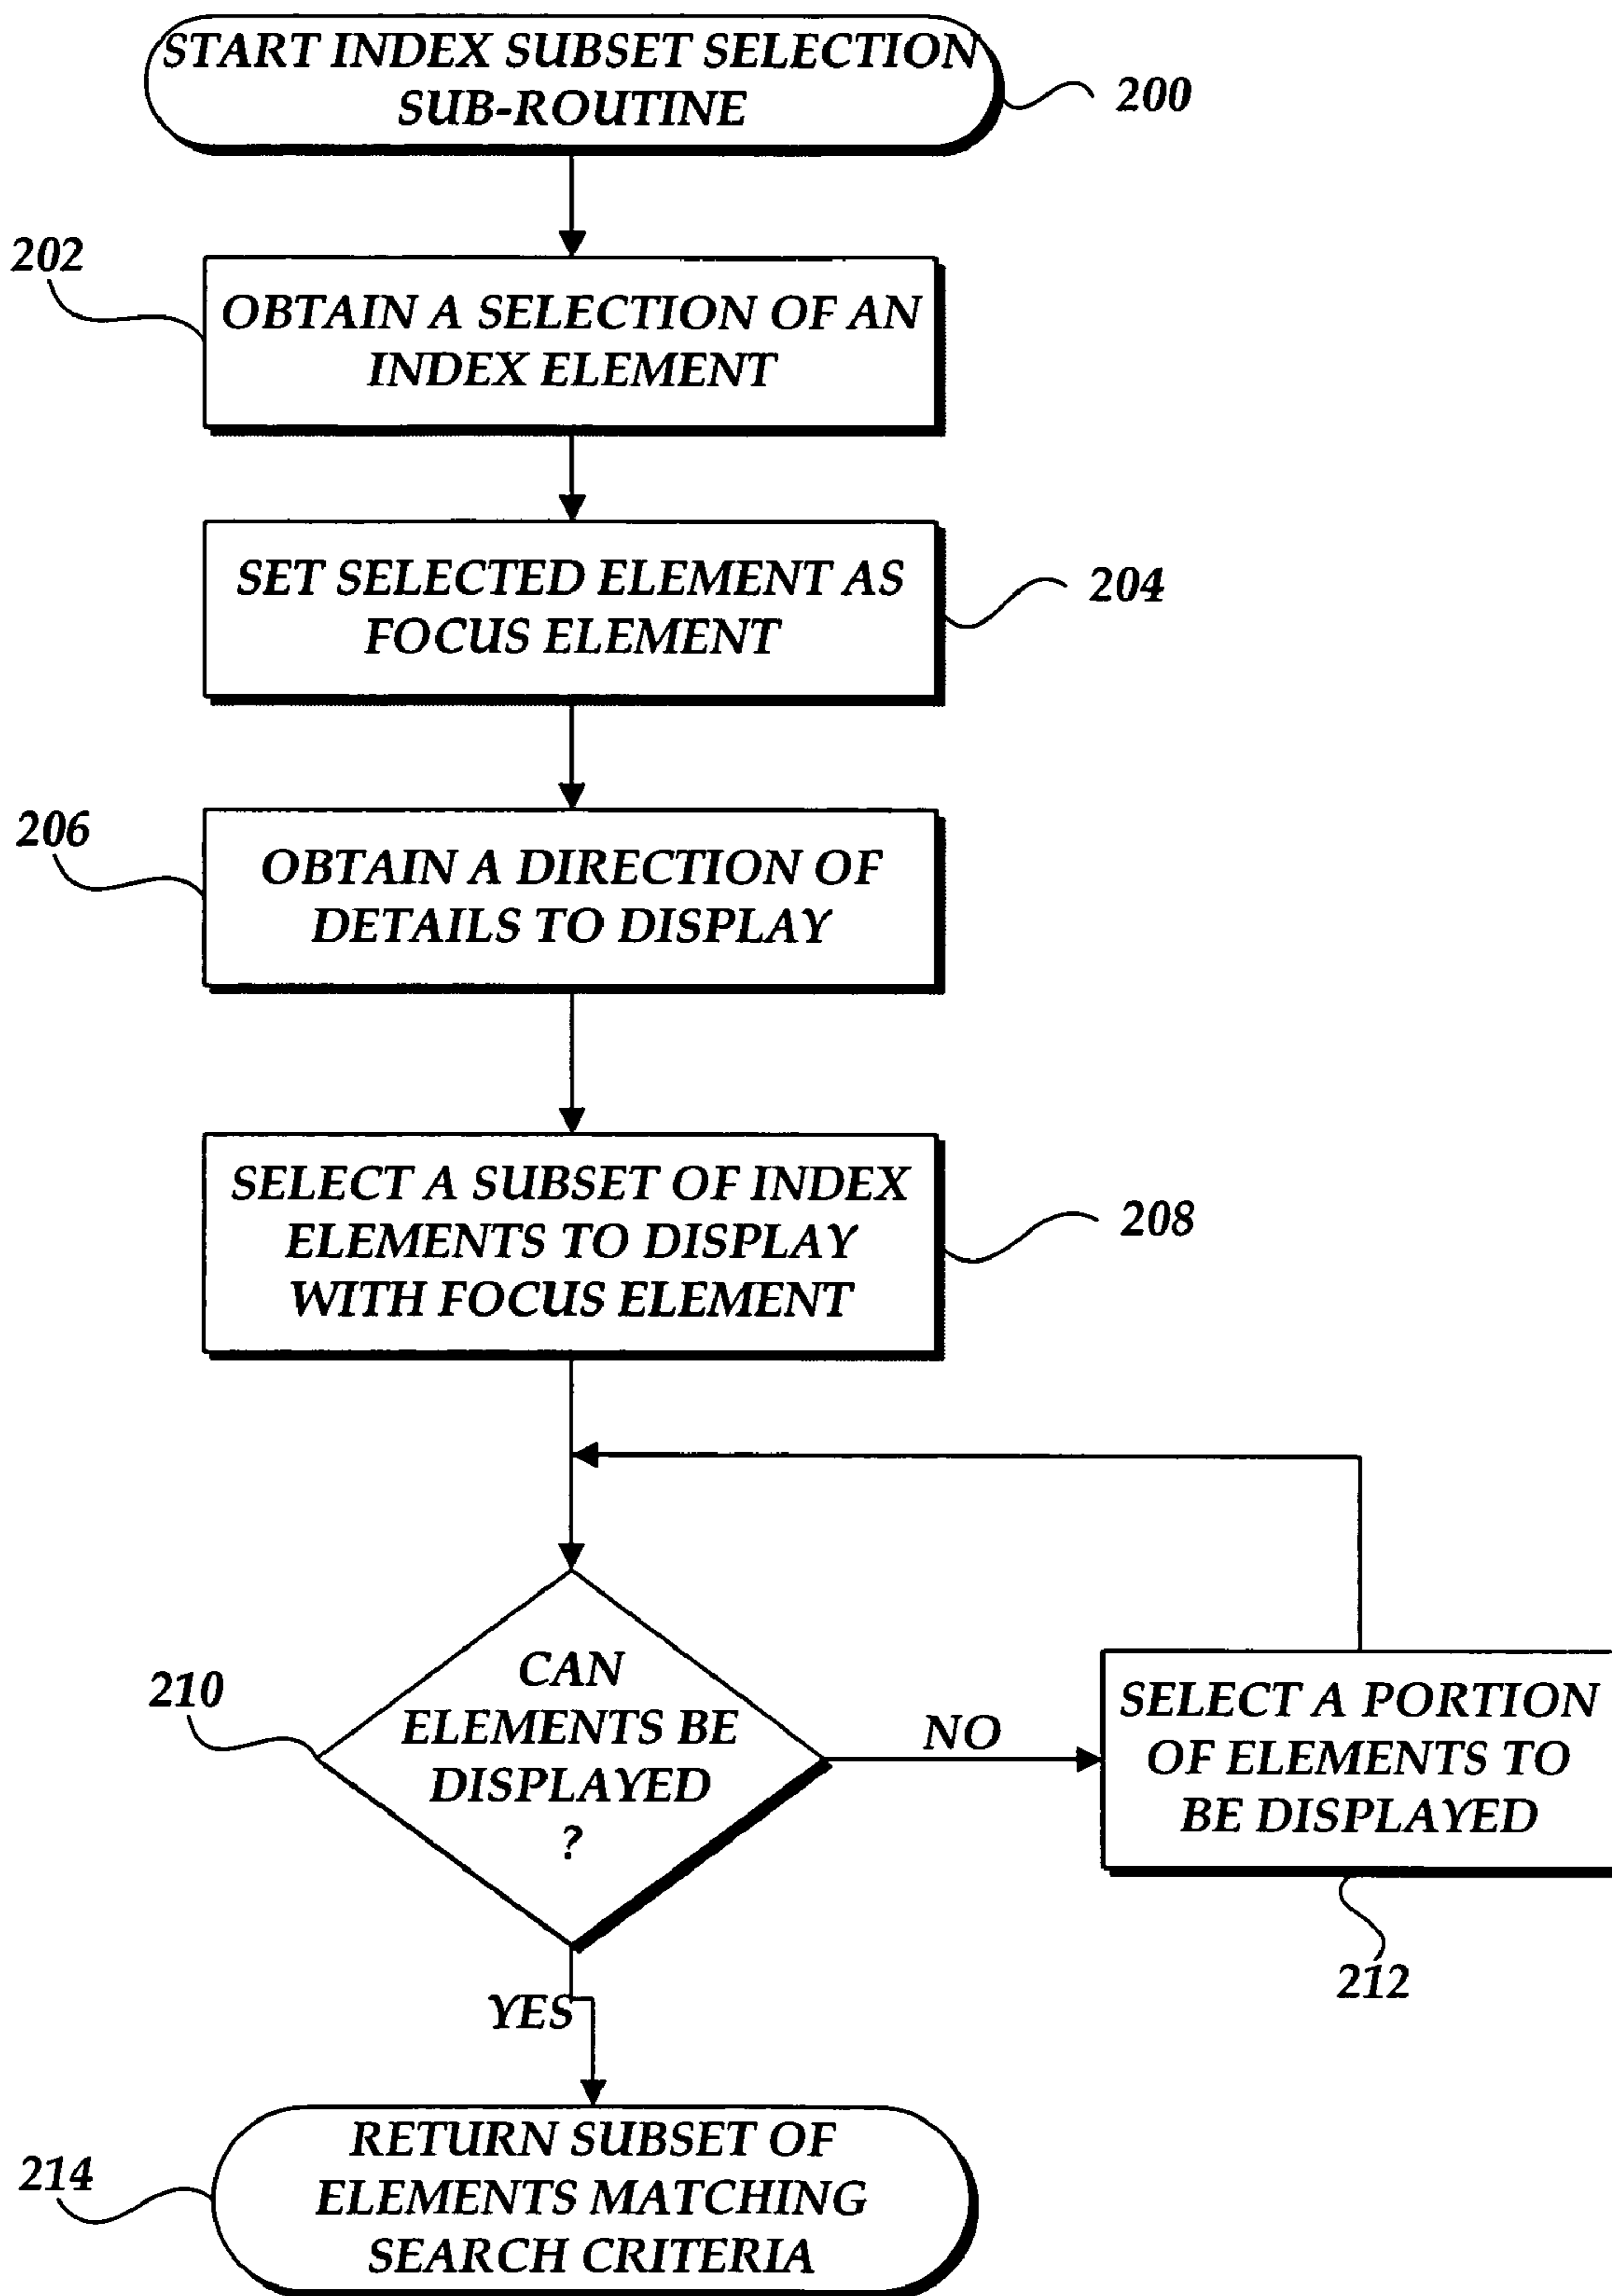 START INDEX SUBSET SELECTION
SUB-ROUTINE
200
202
OBTAIN A SELECTION OF AN
INDEX ELEMENT
SET SELECTED ELEMENT AS
FOCUS ELEMENT
204
206
OBTAIN A DIRECTION OF
DETAILS TO DISPLAY
SELECT A SUBSET OF INDEX
ELEMENTS TO DISPLAY
WITH FOCUS ELEMENT
208
210
CAN
ELEMENTS BE
DISPLAYED
?
NO
SELECT A PORTION
OF ELEMENTS TO
BE DISPLAYED
212
YES
214
RETURN SUBSET OF
ELEMENTS MATCHING
SEARCH CRITERIA